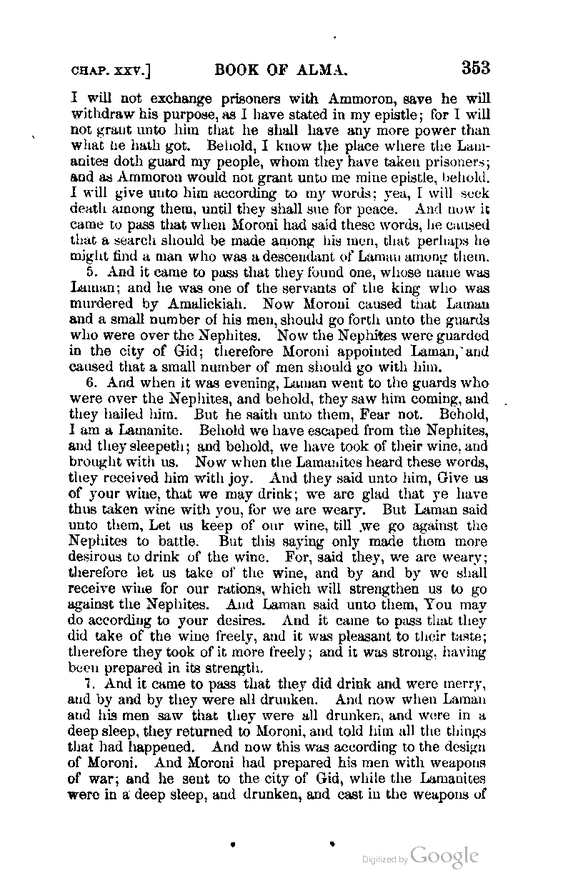 CHAP. XXV.] BOOK OF ALMA. 353
I will not exchange prisoners with Ammoron, save he will
withdraw his purpose, as I have stated in my epistle; for I will
not grant unto him that he shall have any more power than
what he hath got. Behold, I know the place where the Lam-
anites doth guard my people, whom they have taken prisoners;
and as Ammoron would not grant unto me mine epistle, behold.
I will give unto him according to my words; yea, I will seek
death among them, until they shall sue for peace. And now it
came to pass that when Moroni had said these words, he caused
that a search should be made among his men, that perhaps he
might find a man who was a descendant of Laman among them.
5. And it came to pass that they found one, whose name was
Laman; and he was one of the servants of the king who was
murdered by Amalickiah. Now Moroni caused that Laman
and a small number of his men, should go forth unto the guards
who were over the Nephites. Now the Nephites were guarded
in the city of Gid; therefore Moroni appointed Laman, and
caused that a small number of men should go with him.
6. And when it was evening, Laman went to the guards who
were over the Nephites, and behold, they saw him coming, and
they hailed him. But he saith unto them, Fear not. Behold,
I am a Lamanite. Behold we have escaped from the Nephites,
and they sleepeth; and behold, we have took of their wine, and
brought with us. Now when the Lamanites heard these words,
they received him with joy. And they said unto him, Give us
of your wine, that we may drink; we are glad that ye have
thus taken wine with you, for we are weary. But Laman said
unto them, Let us keep of our wine, till we go against the
Nephites to battle. But this saying only made them more
desirous to drink of the wine. For, said they, we are weary;
therefore let us take of the wine, and by and by we shall
receive wine for our rations, which will strengthen us to go
against the Nephites. And Laman said unto them, You may
do according to your desires. And it came to pass that they
did take of the wine freely, and it was pleasant to their taste;
therefore they took of it more freely; and it was strong, having
been prepared in its strength.
7. And it came to pass that they did drink and were merry,
and by and by they were all drunken. And now when Laman
and his men saw that they were all drunken, and were in a
deep sleep, they returned to Moroni, and told him all the things
that had happened. And now this was according to the design
of Moroni. And Moroni had prepared his men with weapons
of war; and he sent to the city of Gid, while the Lamanites
were in a deep sleep, and drunken, and cast in the weapons of
Digitized by Google